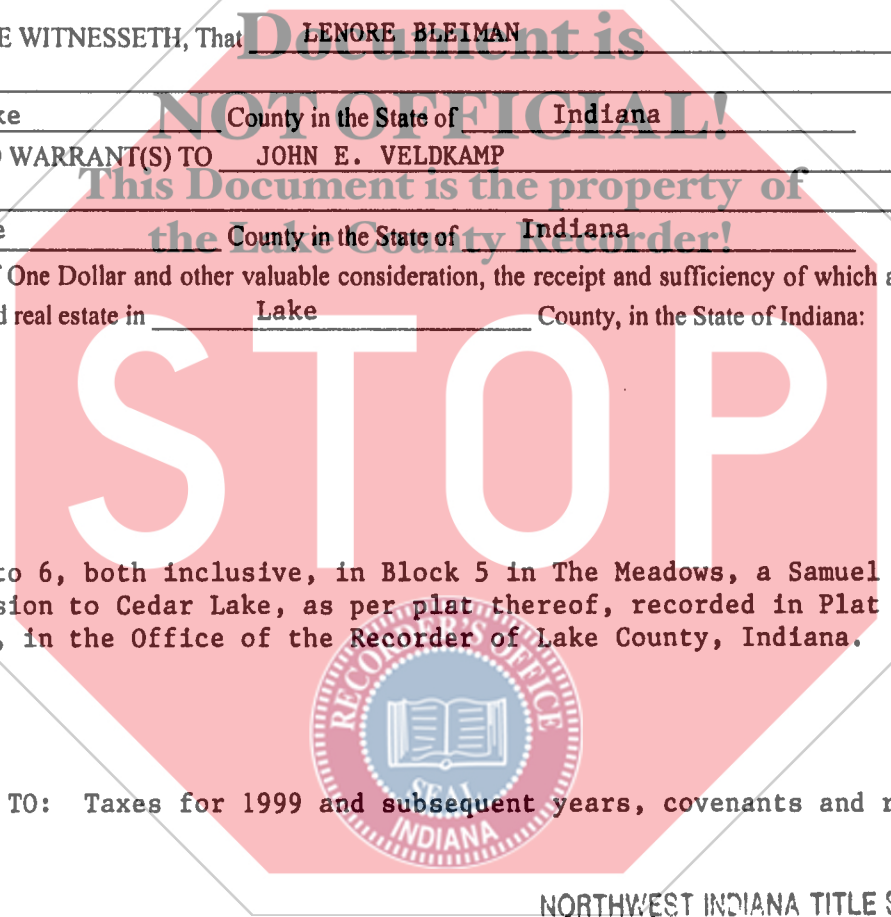 E WITNESSETH, That LENORE BLEIMAN
Document is
ke County in the State of Indiana
NOT OFFICIAL!
WARRANT(S) TO JOHN E. VELDKAMP
This Document is the property of
e County in the State of Indiana
the Lake County Recorder!
One Dollar and other valuable consideration, the receipt and sufficiency of which a
d real estate in Lake County, in the State of Indiana:
STOP
to 6, both inclusive, in Block 5 in The Meadows, a Samuel
sion to Cedar Lake, as per plat thereof, recorded in Plat
, in the Office of the Recorder of Lake County, Indiana.
RECORDER'S OFFICE
SEAL
INDIANA
TO: Taxes for 1999 and subsequent years, covenants and r
NORTHWEST INDIANA TITLE S